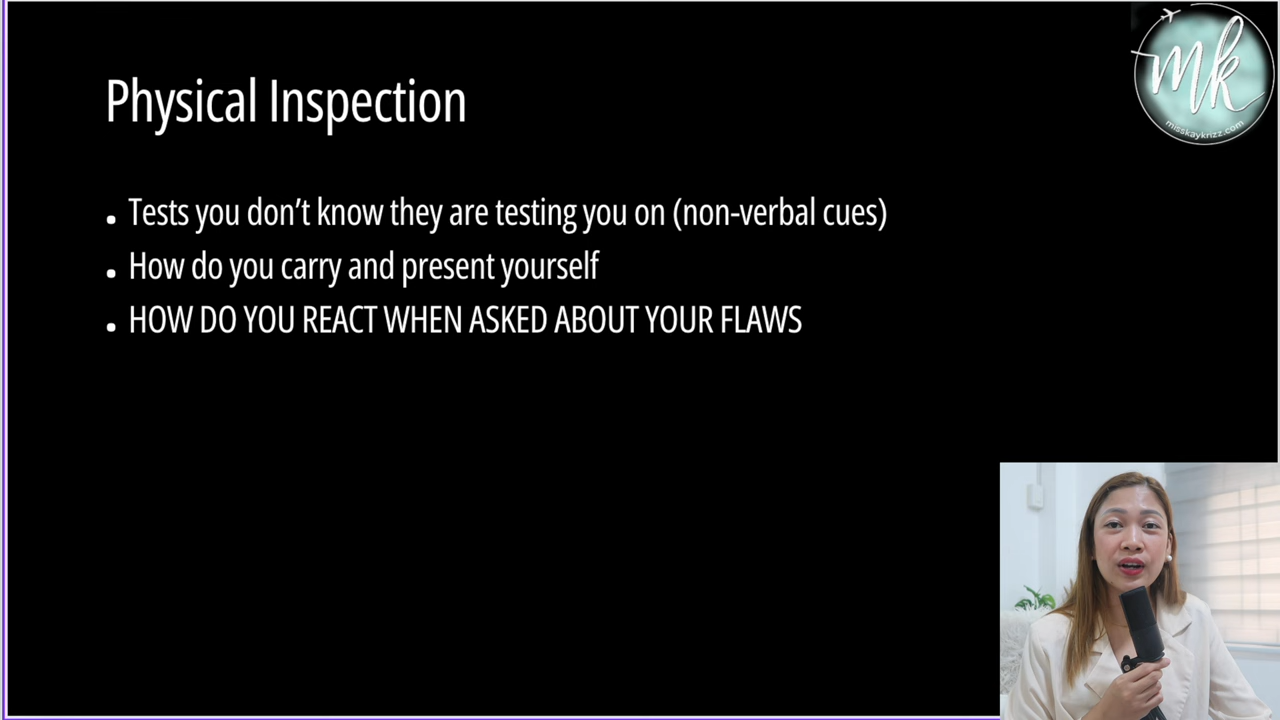 Physical Inspection
mk
misskaykrizz.com
. Tests you don’t know they are testing you on (non-verbal cues)
. How do you carry and present yourself
. HOW DO YOU REACT WHEN ASKED ABOUT YOUR FLAWS